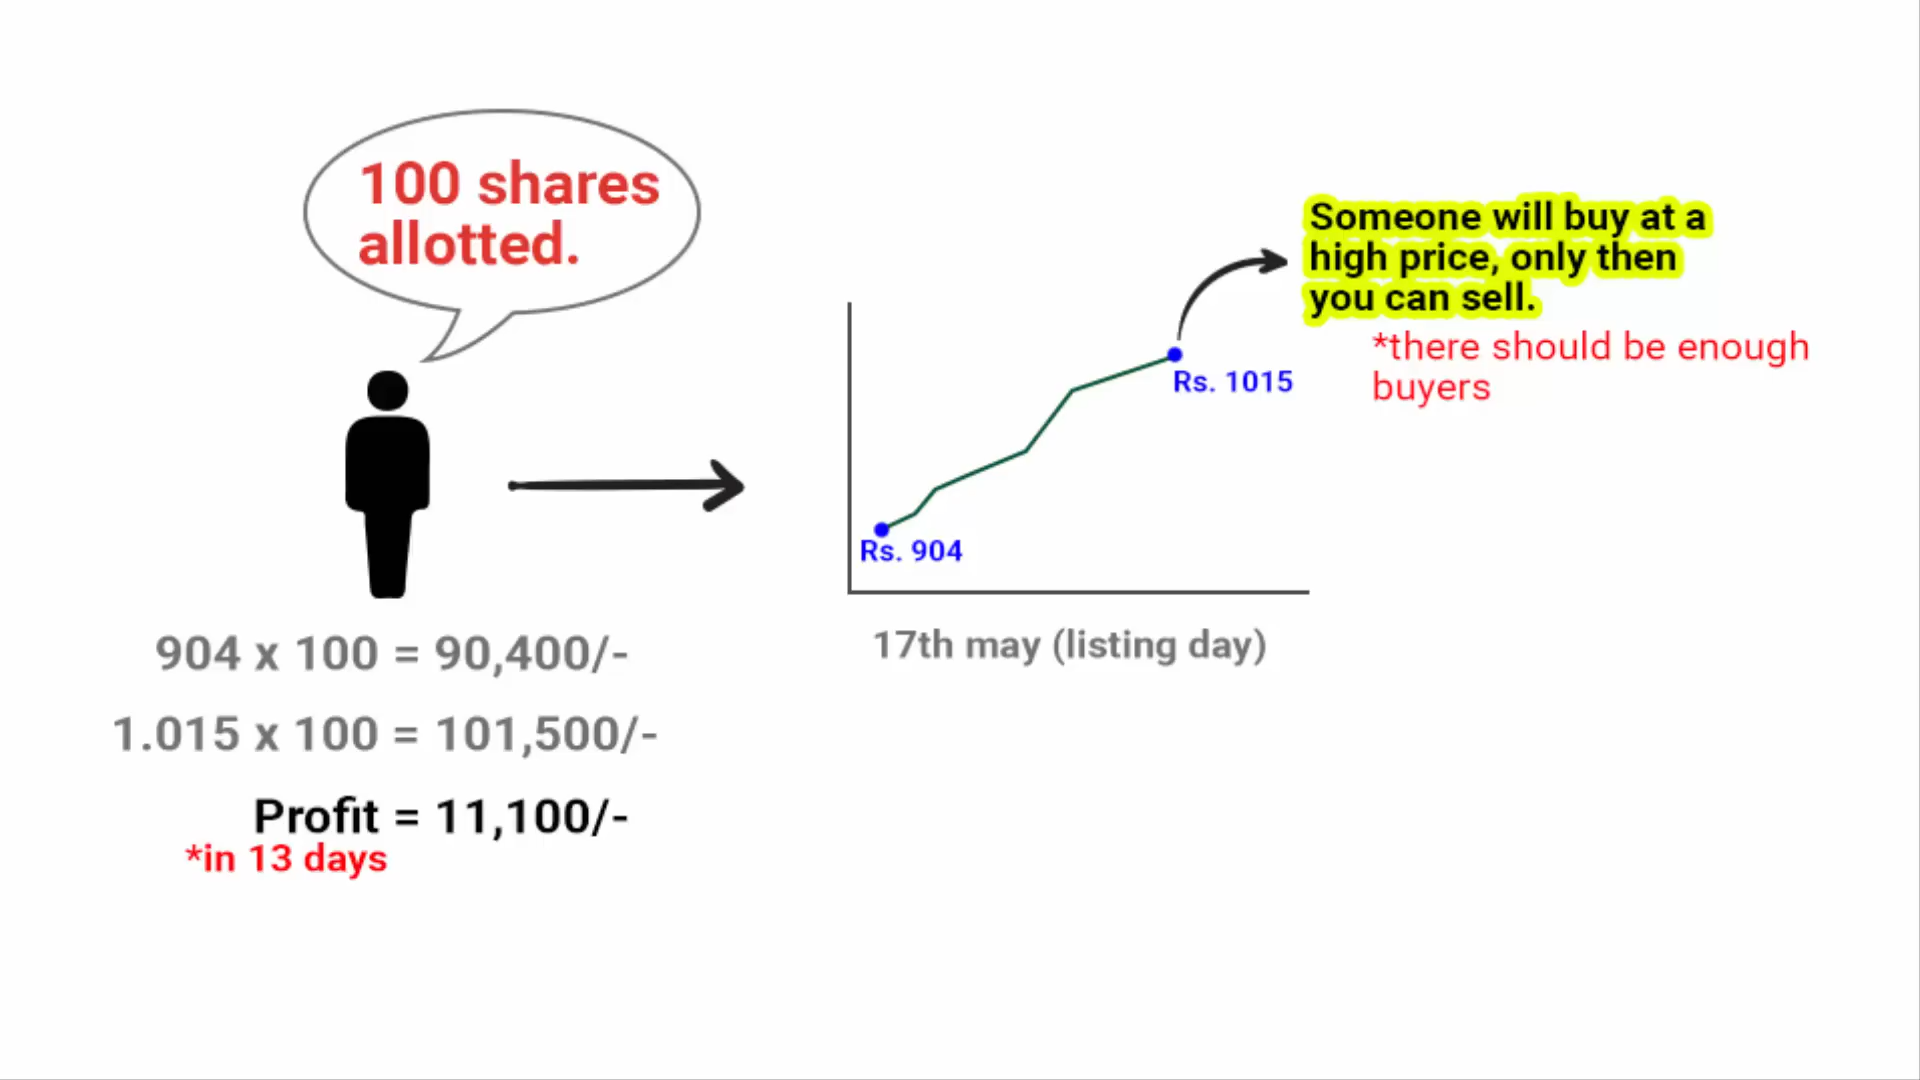 100 shares
allotted.
904 x 100 = 90,400/-
1.015 x 100 = 101,500/-
Profit = 11,100/-
*in 13 days
Rs. 904
Rs. 1015
17th may (listing day)
Someone will buy at a
high price, only then
you can sell.
*there should be enough
buyers